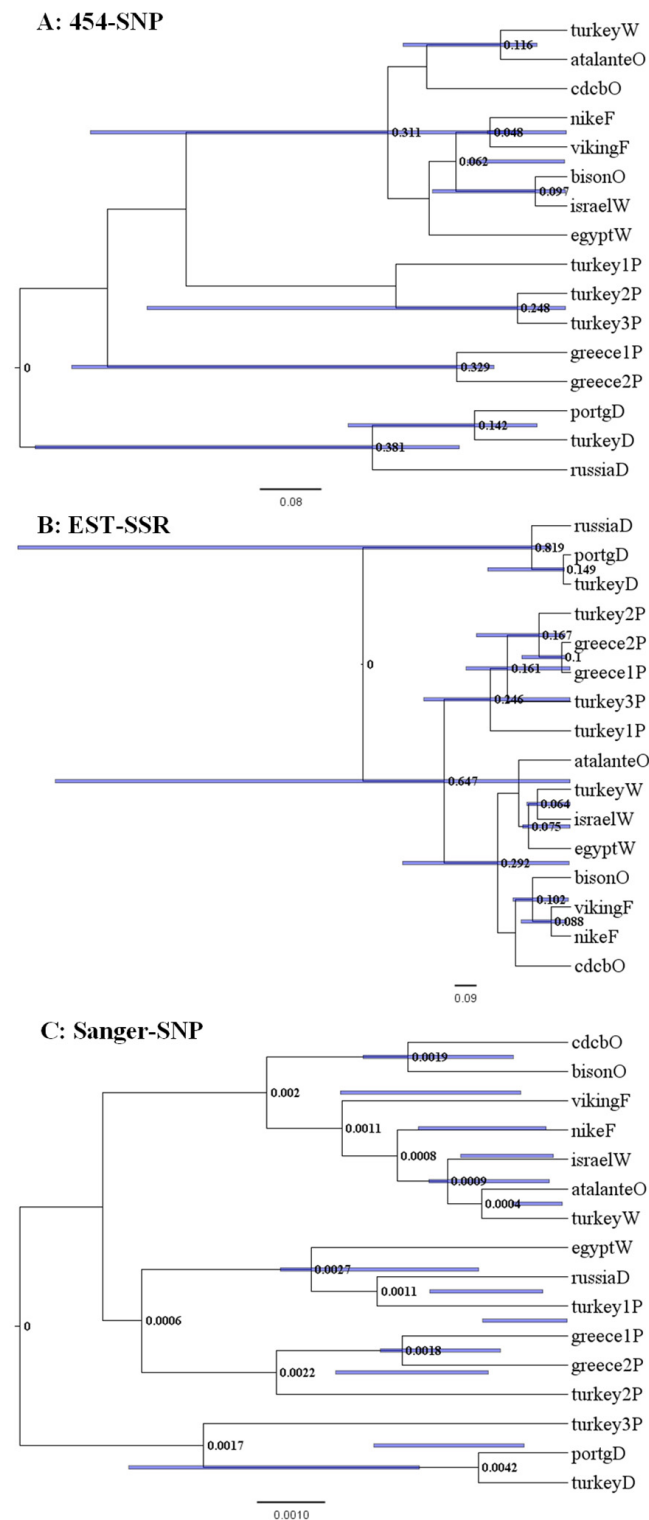 A: 454-SNP
turkeyW
0.116
atalanteO
cdcbO
nikeF
0.311
0.048
vikingF
0.062
bisonO
0.097
israelW
egyptW
turkey1P
turkey2P
0.248
turkey3P
greece1P
0
0.329
greece2P
portgD
0.142
turkeyD
0.381
russiaD
0.08
B: EST-SSR
russiaD
0.819
portgD
0.149
turkeyD
turkey2P
0.167
greece2P
0.1
0
0.161
greece1P
0.246
turkey3P
turkey1P
atalanteO
0.647
turkeyW
0.064
israelW
0.075
egyptW
0.292
bisonO
0.102
vikingF
0.088
nikeF
cdcbO
0.09
C: Sanger-SNP
cdcbO
0.0019
bisonO
0.002
vikingF
0.0011
nikeF
0.0008
israelW
0.0009
atalanteO
0.0004
turkeyW
egyptW
0.0027
russiaD
0.0011
turkey1P
0.0006
0
greece1P
0.0018
greece2P
0.0022
turkey2P
turkey3P
0.0017
portgD
0.0042
turkeyD
0.0010